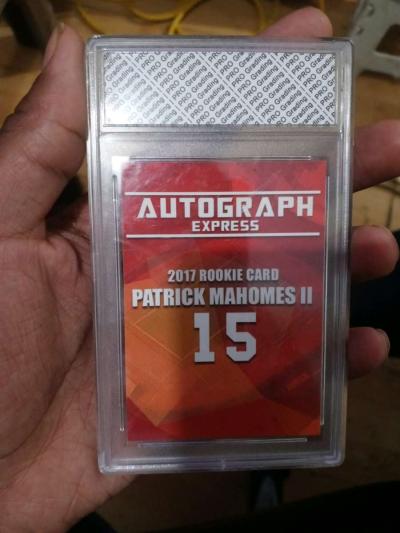 PRO Grading
AUTOGRAPH
EXPRESS
2017 ROOKIE CARD
PATRICK MAHOMES II
15